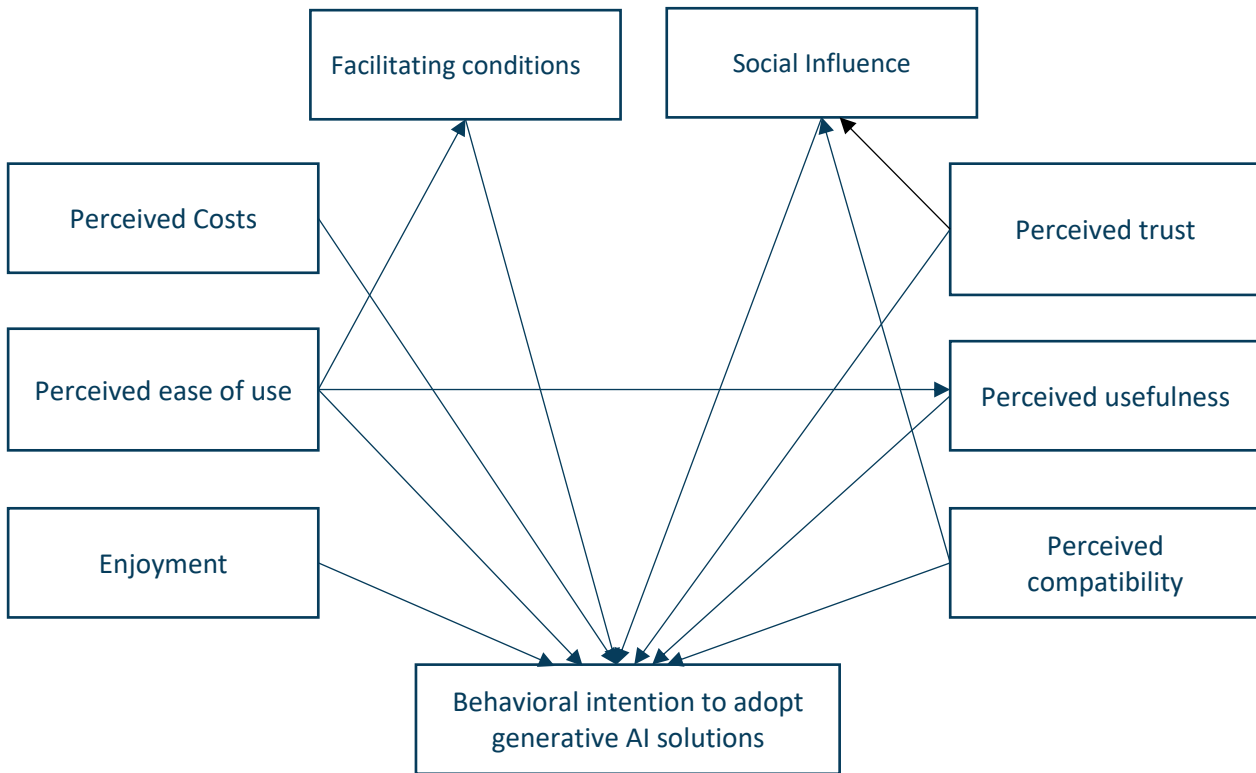 Facilitating conditions
Social Influence
Perceived Costs
Perceived trust
Perceived ease of use
Perceived usefulness
Enjoyment
Perceived
compatibility
Behavioral intention to adopt
generative AI solutions